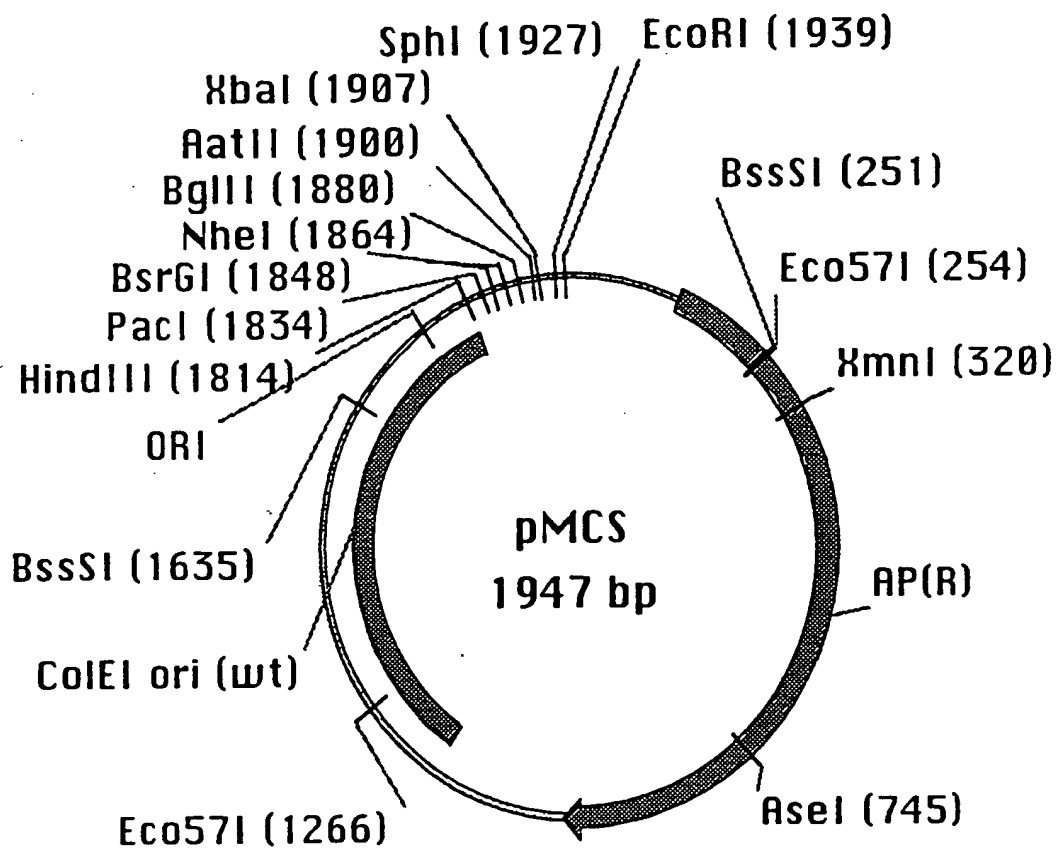 SphI (1927)
EcoRI (1939)
XbaI (1907)
AatII (1900)
BglII (1880)
NheI (1864)
BsrGI (1848)
PacI (1834)
HindIII (1814)
ORI
BssSI (251)
Eco57I (254)
XmnI (320)
pMCS
1947 bp
BssSI (1635)
AP(R)
ColEI ori (wt)
AseI (745)
Eco57I (1266)